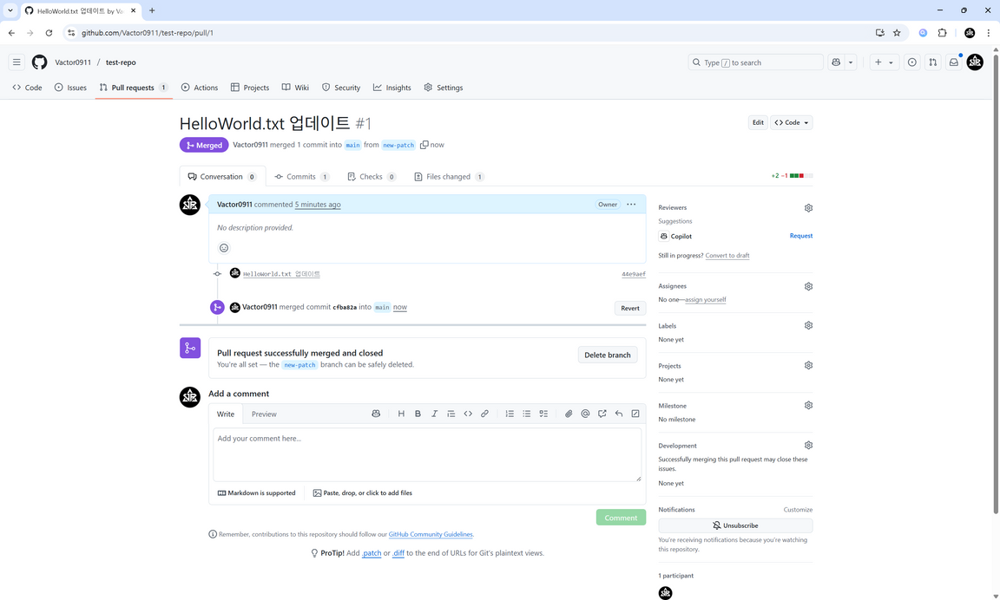 HelloWorld.txt 업데이트 by Va
github.com/Vactor0911/test-repo/pull/1
Vactor0911 / test-repo
Type / to search
Code Issues Pull requests 1 Actions Projects Wiki Security Insights Settings
HelloWorld.txt 업데이트 #1
Edit <> Code
Merged Vactor0911 merged 1 commit into main from new-patch now
Conversation 0 Commits 1 Checks 0 Files changed 1 +2 −1
Vactor0911 commented 5 minutes ago Owner
No description provided.
HelloWorld.txt 업데이트 44e9aef
Vactor0911 merged commit cfba82a into main now Revert
Pull request successfully merged and closed
You're all set — the new-patch branch can be safely deleted.
Delete branch
Add a comment
Write Preview
Add your comment here...
Markdown is supported Paste, drop, or click to add files
Comment
Remember, contributions to this repository should follow our GitHub Community Guidelines.
ProTip! Add .patch or .diff to the end of URLs for Git's plaintext views.
Reviewers
Suggestions
Copilot Request
Still in progress? Convert to draft
Assignees
No one—assign yourself
Labels
None yet
Projects
None yet
Milestone
No milestone
Development
Successfully merging this pull request may close these
issues.
None yet
Notifications Customize
Unsubscribe
You're receiving notifications because you're watching
this repository.
1 participant